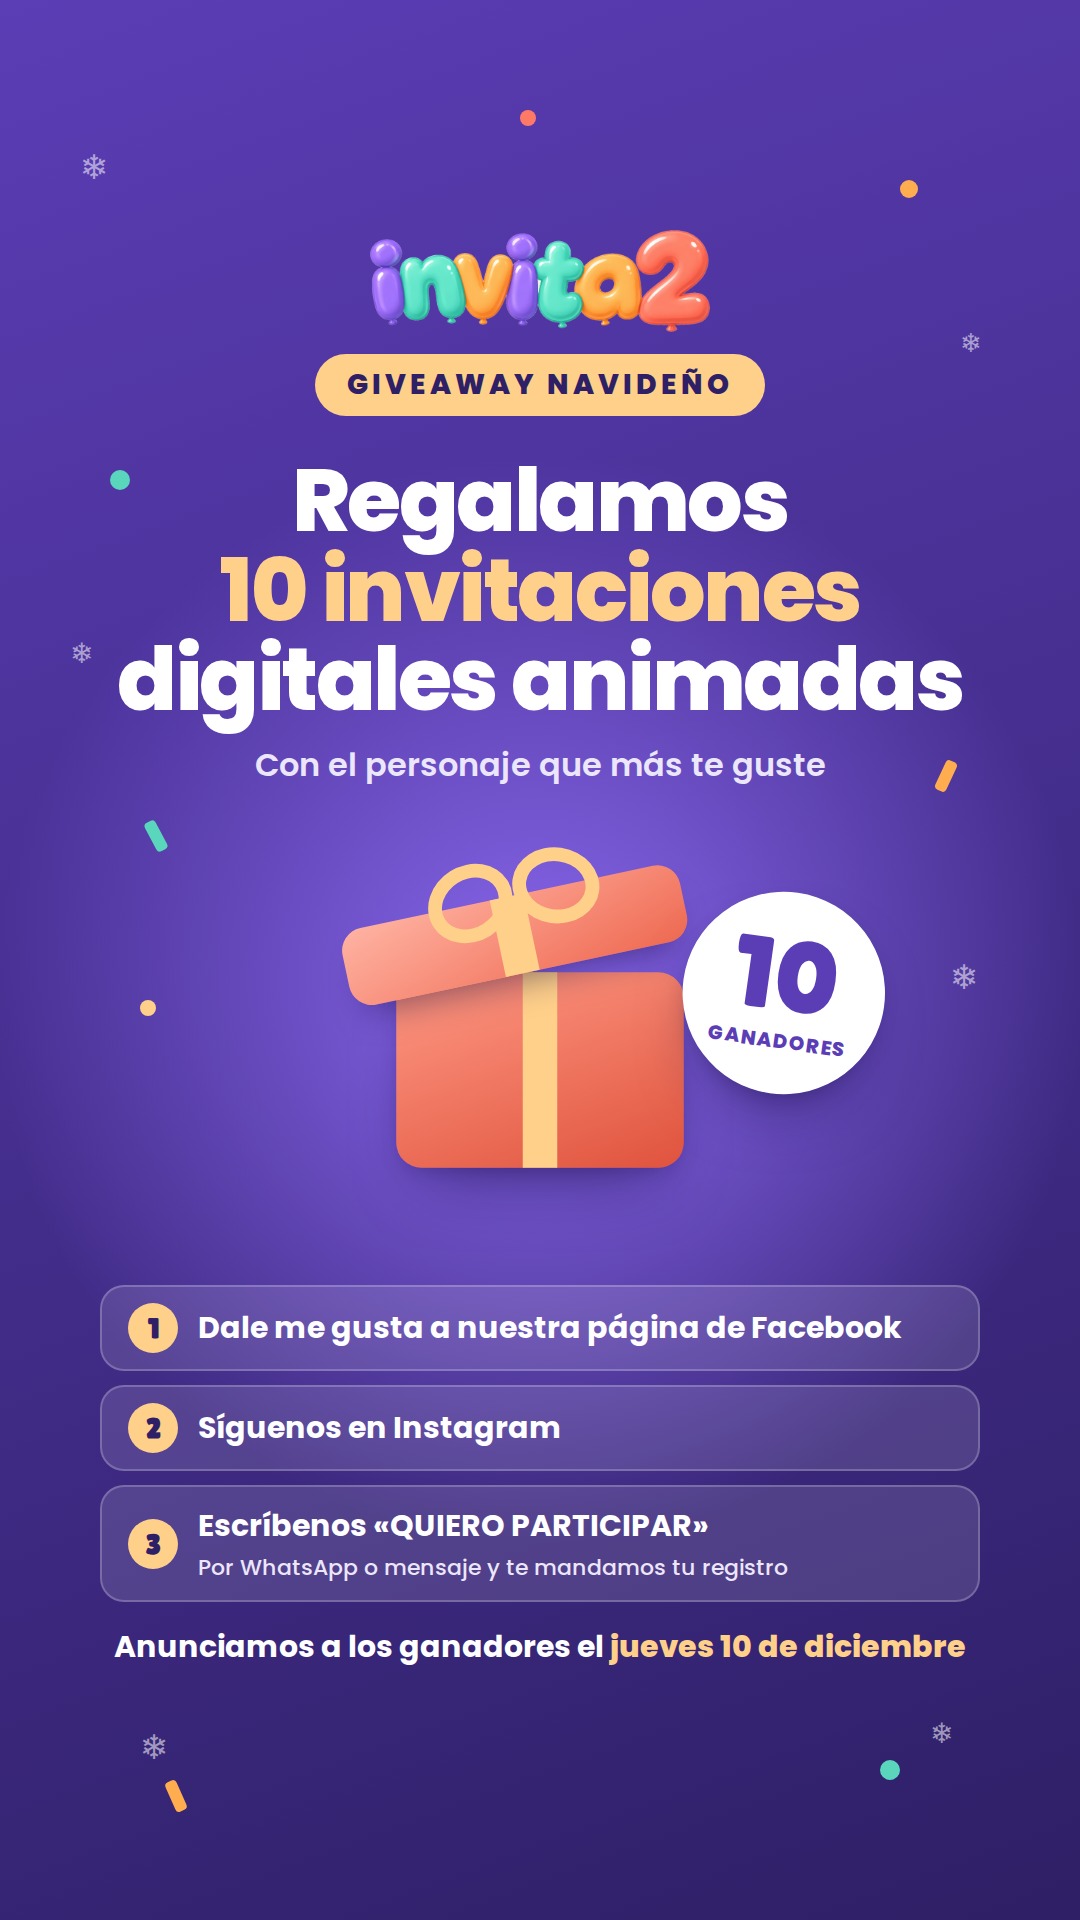 invita2
GIVEAWAY NAVIDEÑO
Regalamos
10 invitaciones
digitales animadas
Con el personaje que más te guste
10
GANADORES
1 Dale me gusta a nuestra página de Facebook
2 Síguenos en Instagram
3 Escríbenos «QUIERO PARTICIPAR»
Por WhatsApp o mensaje y te mandamos tu registro
Anunciamos a los ganadores el jueves 10 de diciembre